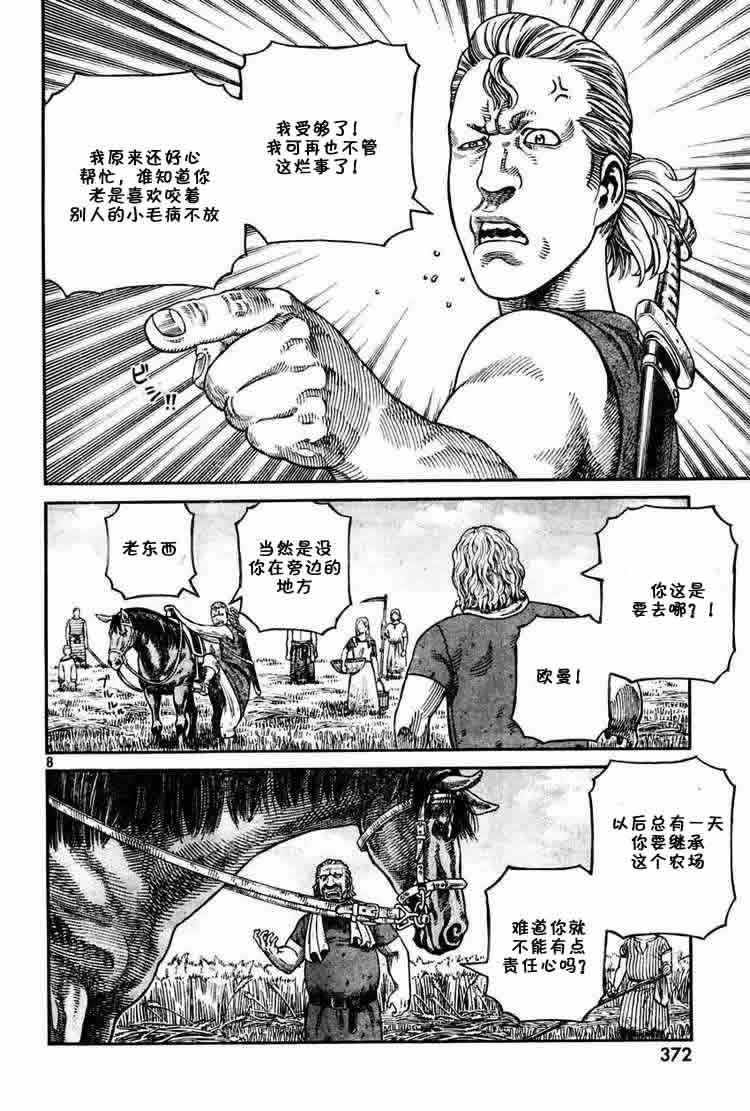 我受够了!
我可再也不管
这烂事了!
我原来还好心
帮忙，谁知道你
老是喜欢咬着
别人的小毛病不放
你这是
要去哪？!
欧曼!
当然是没
你在旁边的
地方
老东西
8
以后总有一天
你要继承
这个农场
难道你就
不能有点
责任心吗?
372